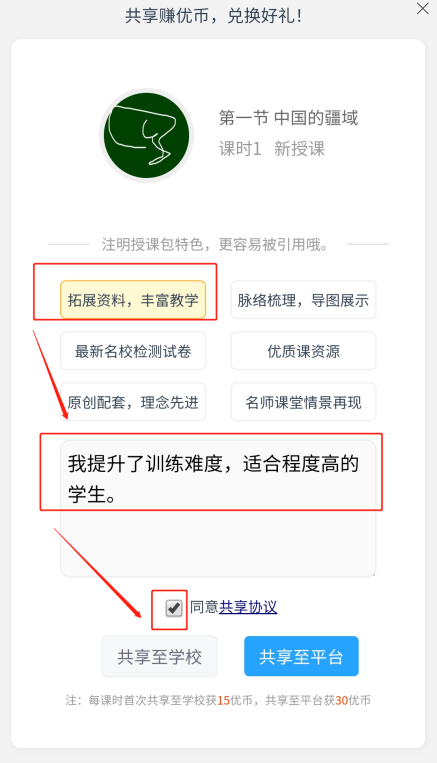 共享赚优币，兑换好礼！
第一节 中国的疆域
课时1 新授课
注明授课包特色，更容易被引用哦。
拓展资料，丰富教学
脉络梳理，导图展示
最新名校检测试卷
优质课资源
原创配套，理念先进
名师课堂情景再现
我提升了训练难度，适合程度高的
学生。
同意共享协议
共享至学校
共享至平台
注：每课时首次共享至学校获15优币，共享至平台获30优币